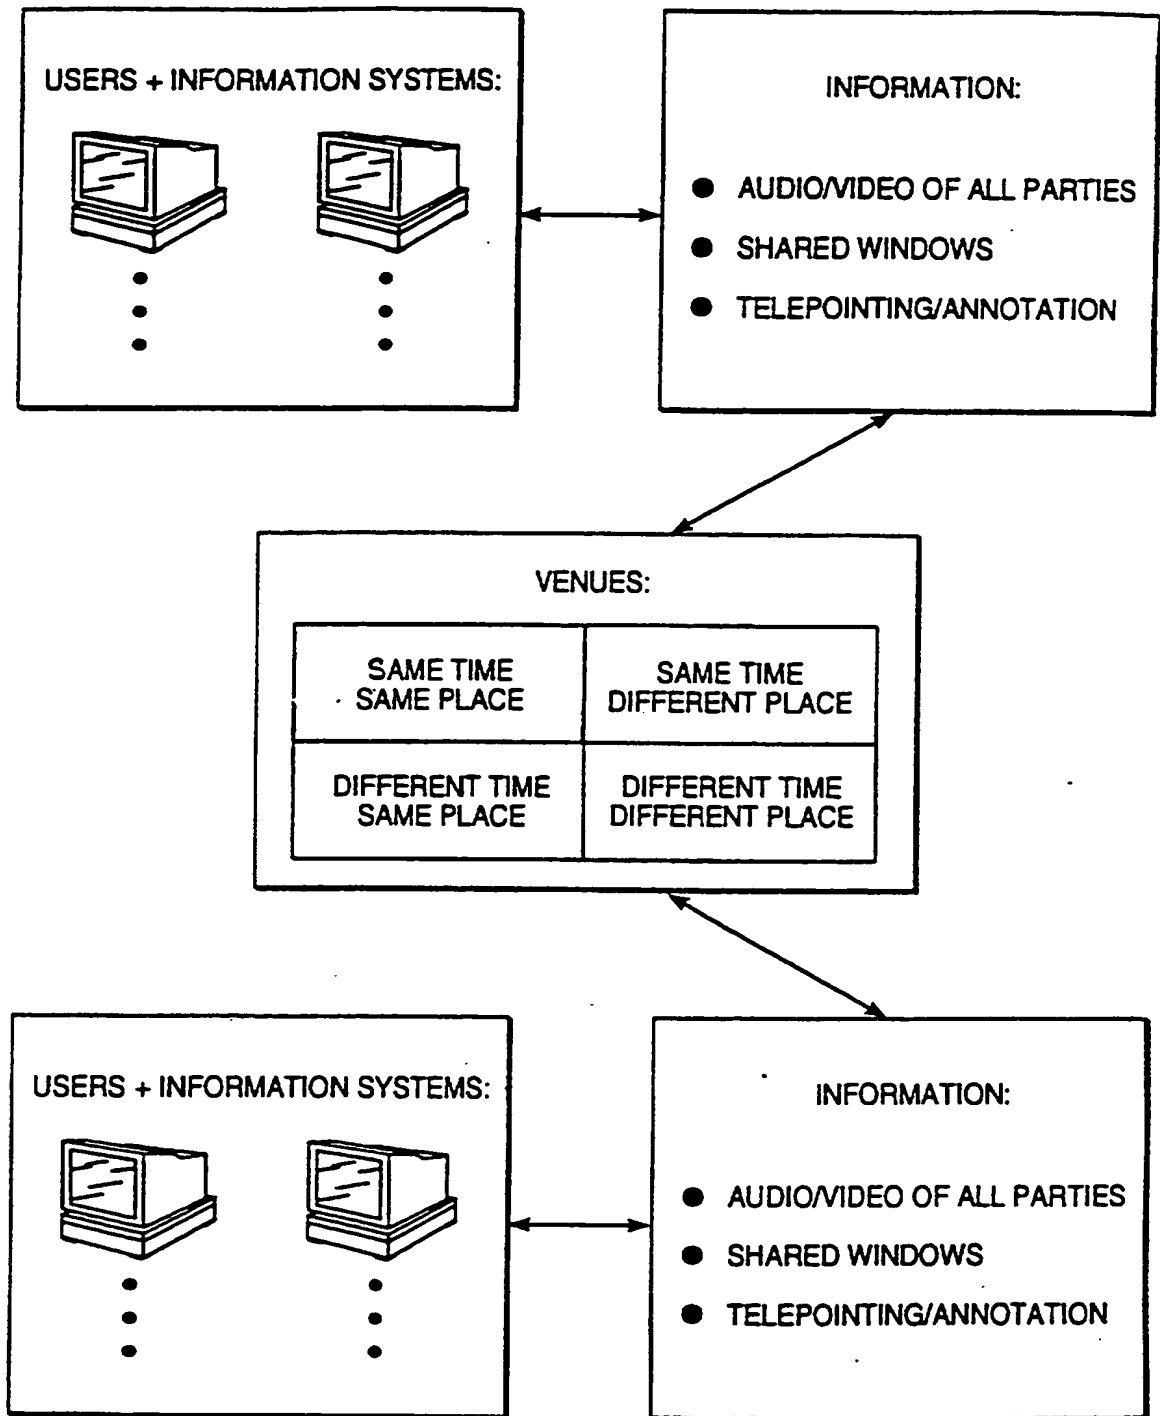 USERS + INFORMATION SYSTEMS:
INFORMATION:
● AUDIO/VIDEO OF ALL PARTIES
● SHARED WINDOWS
● TELEPOINTING/ANNOTATION
VENUES:
SAME TIME
SAME PLACE
SAME TIME
DIFFERENT PLACE
DIFFERENT TIME
SAME PLACE
DIFFERENT TIME
DIFFERENT PLACE
USERS + INFORMATION SYSTEMS:
INFORMATION:
● AUDIO/VIDEO OF ALL PARTIES
● SHARED WINDOWS
● TELEPOINTING/ANNOTATION